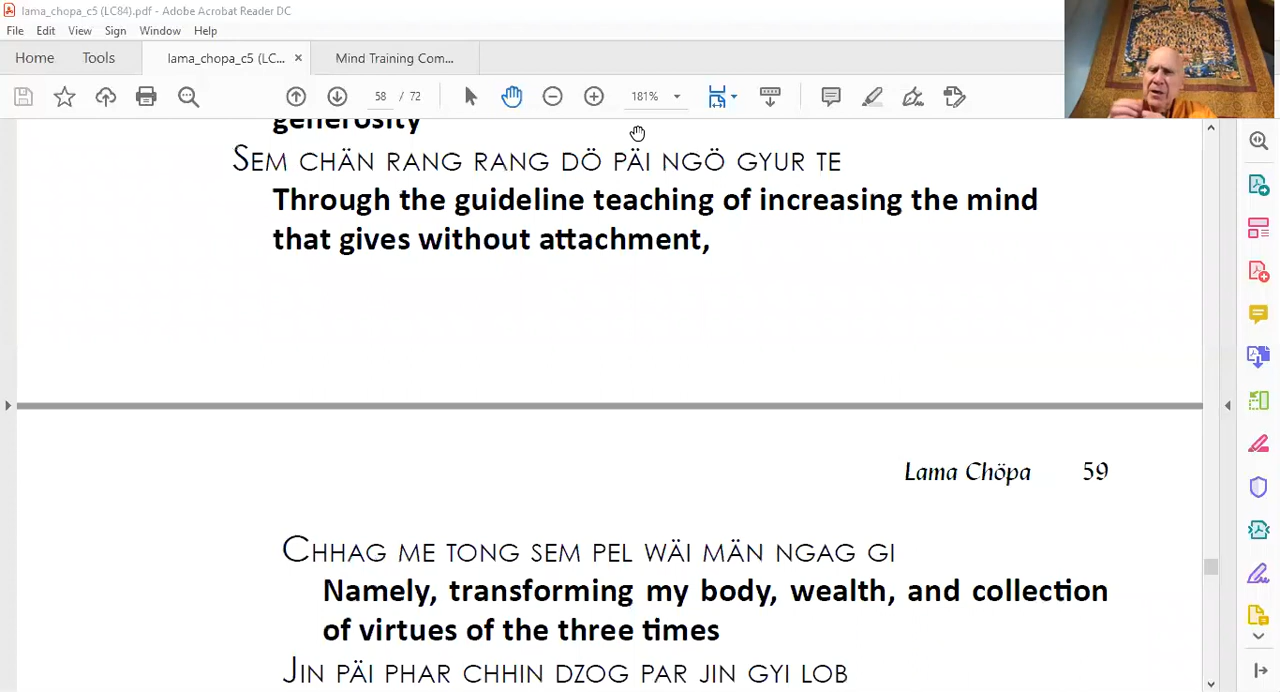 lama_chopa_c5 (LC84).pdf - Adobe Acrobat Reader DC
File Edit View Sign Window Help
Home Tools lama_chopa_c5 (LC... × Mind Training Com...
58 / 72 181%
generosity
SEM CHÄN RANG RANG DÖ PÄI NGÖ GYUR TE
Through the guideline teaching of increasing the mind
that gives without attachment,
Lama Chöpa 59
CHHAG ME TONG SEM PEL WÄI MÄN NGAG GI
Namely, transforming my body, wealth, and collection
of virtues of the three times
JIN PÄI PHAR CHHIN DZOG PAR JIN GYI LOB